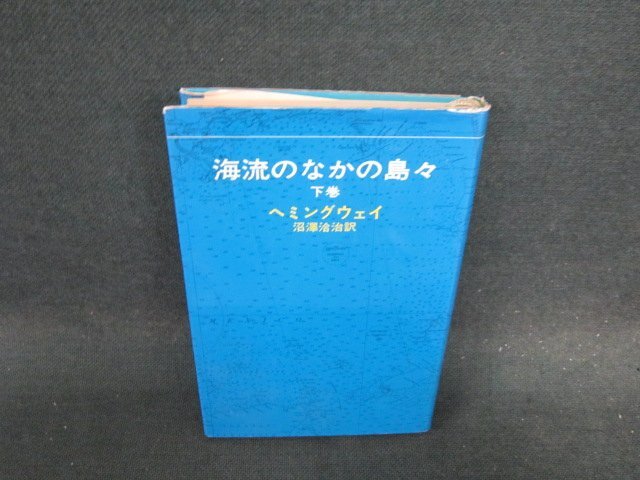 海流のなかの島々
下巻
ヘミングウェイ
沼澤洽治訳